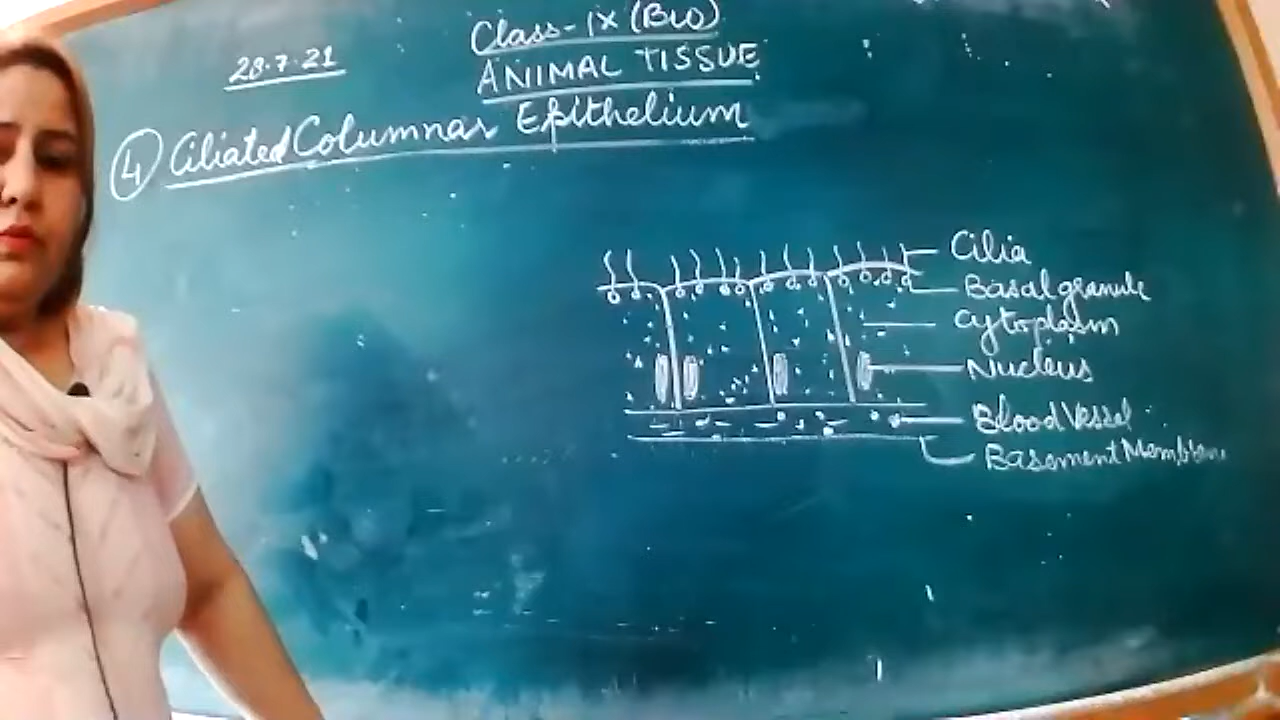 28.7.21
Class-IX (Bio)
ANIMAL TISSUE
④ Ciliated Columnar Epithelium
Cilia
Basal granule
Cytoplasm
Nucleus
Blood Vessel
Basement Membrane